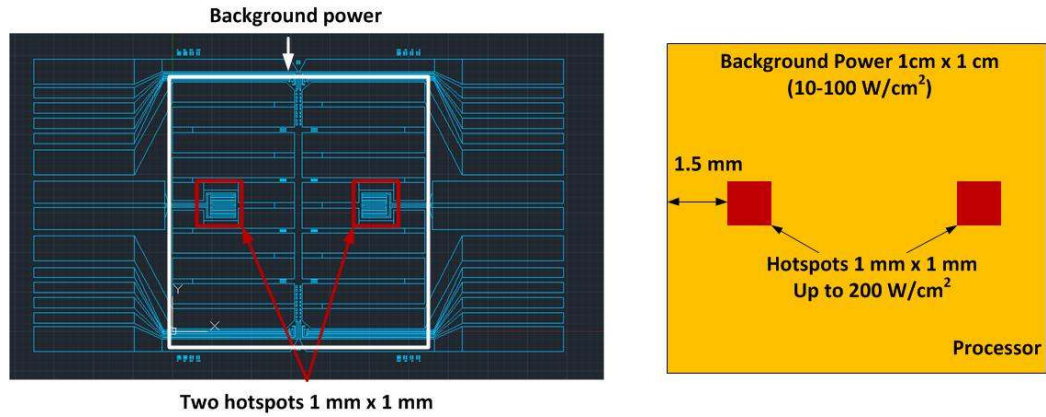 Background power
Y
X
Two hotspots 1 mm x 1 mm
Background Power 1cm x 1 cm
(10-100 W/cm²)
1.5 mm
Hotspots 1 mm x 1 mm
Up to 200 W/cm²
Processor